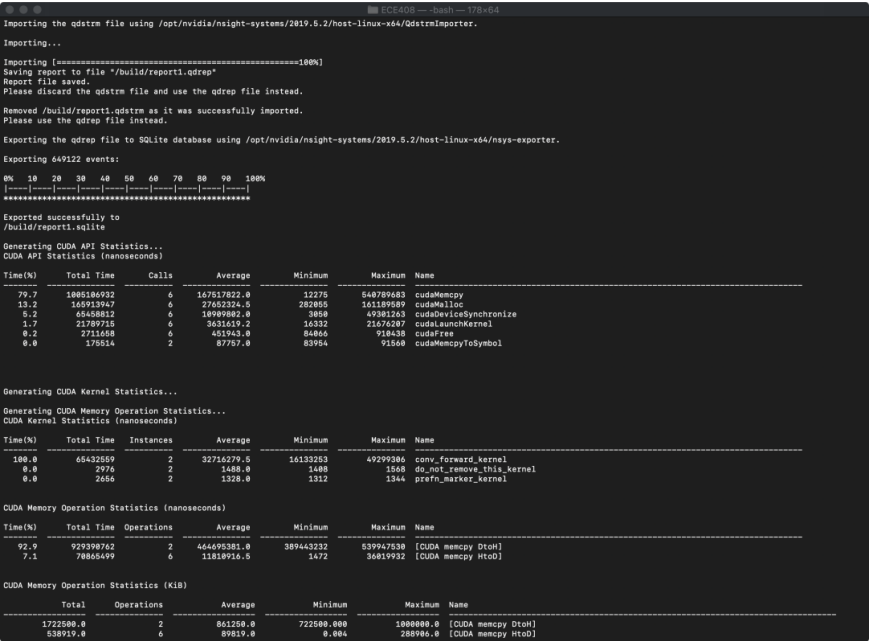 ECE408 — -bash — 178×64
Importing the qdstrm file using /opt/nvidia/nsight-systems/2019.5.2/host-linux-x64/QdstrmImporter.
Importing...
Importing [==================================================100%]
Saving report to file "/build/report1.qdrep"
Report file saved.
Please discard the qdstrm file and use the qdrep file instead.
Removed /build/report1.qdstrm as it was successfully imported.
Please use the qdrep file instead.
Exporting the qdrep file to SQLite database using /opt/nvidia/nsight-systems/2019.5.2/host-linux-x64/nsys-exporter.
Exporting 649122 events:
0% 10 20 30 40 50 60 70 80 90 100%
|----|----|----|----|----|----|----|----|----|----|
***************************************************
Exported successfully to
/build/report1.sqlite
Generating CUDA API Statistics...
CUDA API Statistics (nanoseconds)
Time(%) Total Time Calls Average Minimum Maximum Name
79.7 1005106932 6 167517822.0 12275 540789683 cudaMemcpy
13.2 165913947 6 27652324.5 282055 161189589 cudaMalloc
5.2 65458812 6 10909802.0 3050 49301263 cudaDeviceSynchronize
1.7 21789715 6 3631619.2 16332 21676207 cudaLaunchKernel
0.2 2711658 6 451943.0 84066 910438 cudaFree
0.0 175514 2 87757.0 83954 91560 cudaMemcpyToSymbol
Generating CUDA Kernel Statistics...
Generating CUDA Memory Operation Statistics...
CUDA Kernel Statistics (nanoseconds)
Time(%) Total Time Instances Average Minimum Maximum Name
100.0 65432559 2 32716279.5 16133253 49299306 conv_forward_kernel
0.0 2976 2 1488.0 1408 1568 do_not_remove_this_kernel
0.0 2656 2 1328.0 1312 1344 prefn_marker_kernel
CUDA Memory Operation Statistics (nanoseconds)
Time(%) Total Time Operations Average Minimum Maximum Name
92.9 929390762 2 464695381.0 389443232 539947530 [CUDA memcpy DtoH]
7.1 70865499 6 11810916.5 1472 36019932 [CUDA memcpy HtoD]
CUDA Memory Operation Statistics (KiB)
Total Operations Average Minimum Maximum Name
1722500.0 2 861250.0 722500.000 1000000.0 [CUDA memcpy DtoH]
538919.0 6 89819.0 0.004 288906.0 [CUDA memcpy HtoD]